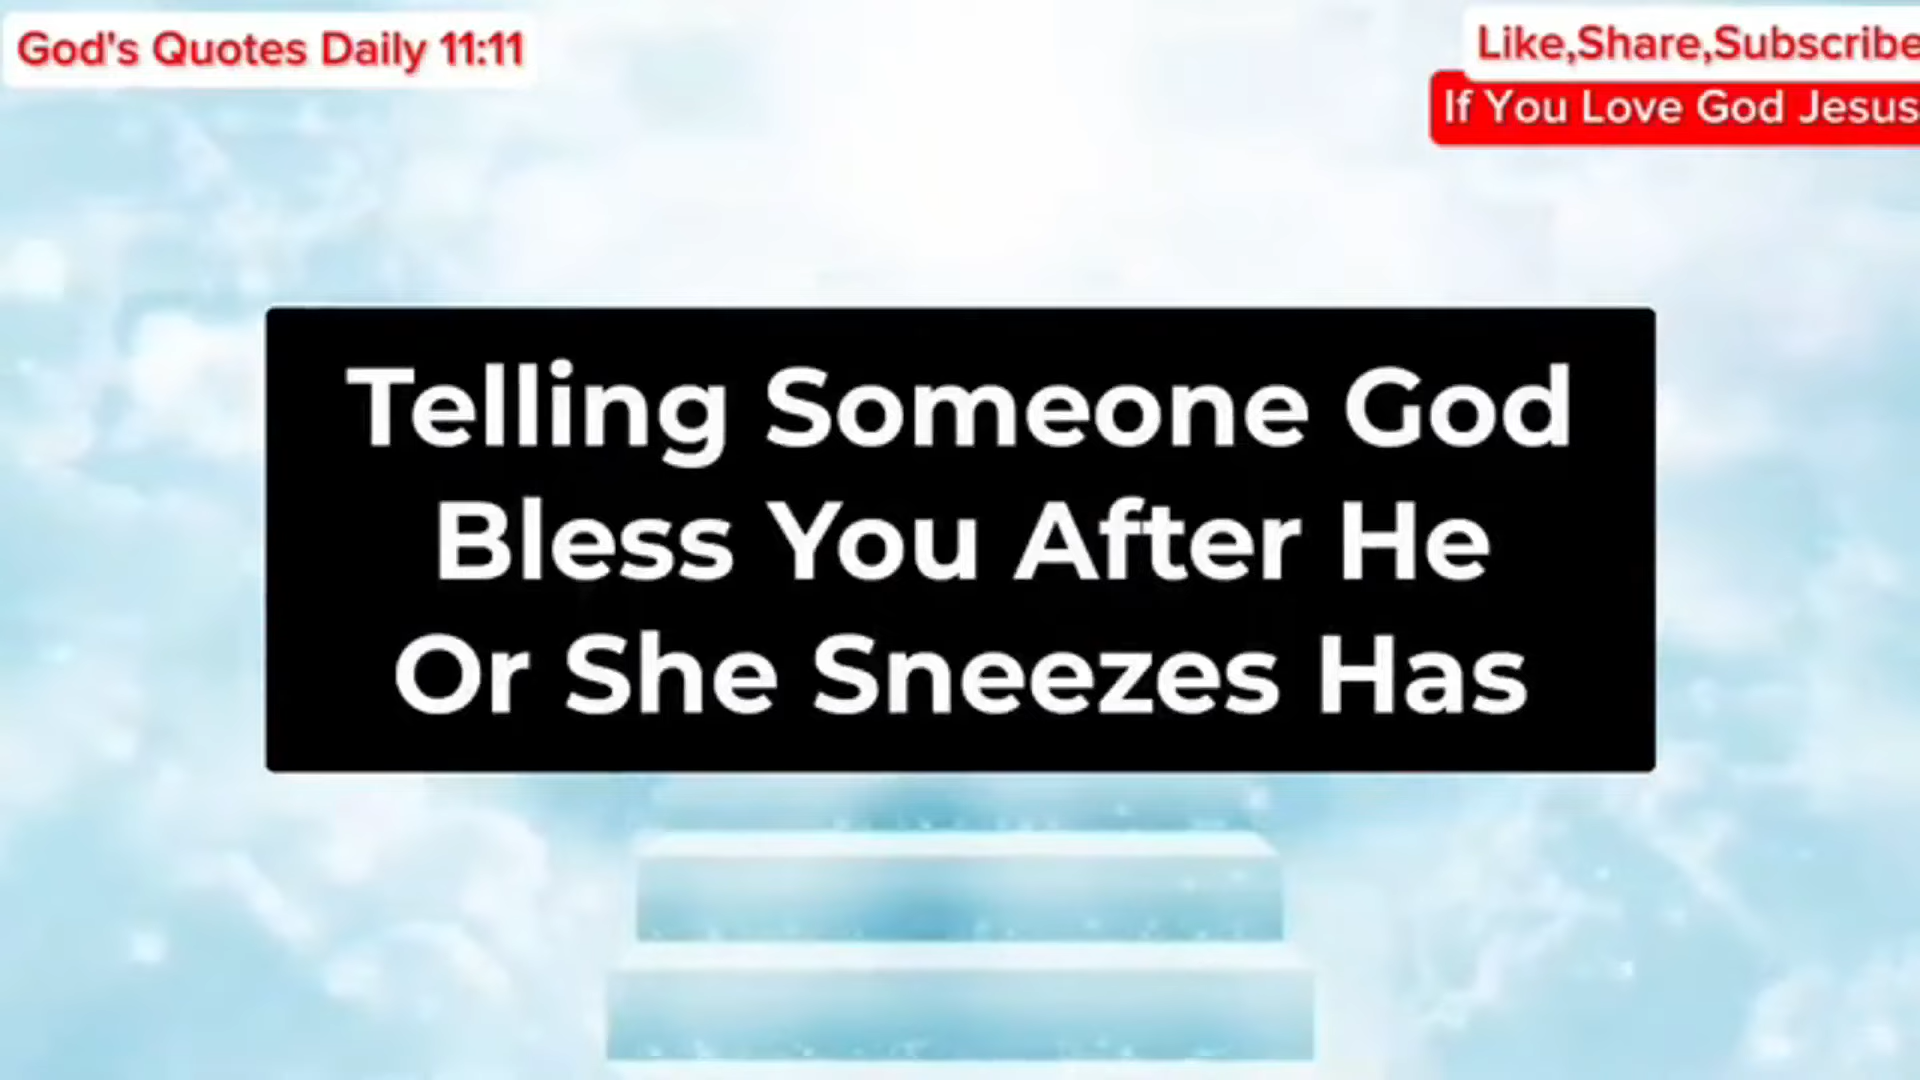 God's Quotes Daily 11:11
Like,Share,Subscribe
If You Love God Jesus
Telling Someone God
Bless You After He
Or She Sneezes Has